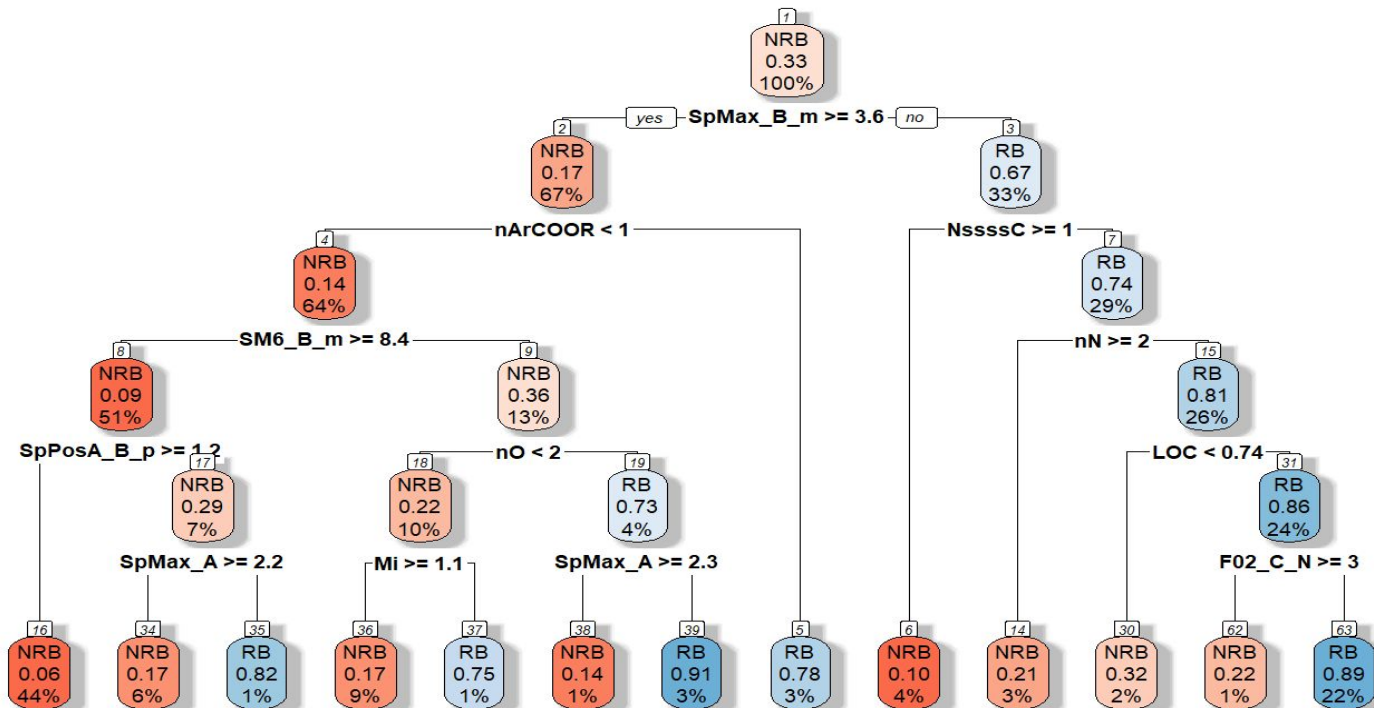 1
NRB
0.33
100%
yes SpMax_B_m >= 3.6 no
2
NRB
0.17
67%
3
RB
0.67
33%
nArCOOR < 1
NssssC >= 1
4
NRB
0.14
64%
7
RB
0.74
29%
SM6_B_m >= 8.4
nN >= 2
8
NRB
0.09
51%
9
NRB
0.36
13%
15
RB
0.81
26%
SpPosA_B_p >= 1.2
nO < 2
LOC < 0.74
17
NRB
0.29
7%
18
NRB
0.22
10%
19
RB
0.73
4%
31
RB
0.86
24%
SpMax_A >= 2.2
Mi >= 1.1
SpMax_A >= 2.3
F02_C_N >= 3
16
NRB
0.06
44%
34
NRB
0.17
6%
35
RB
0.82
1%
36
NRB
0.17
9%
37
RB
0.75
1%
38
NRB
0.14
1%
39
RB
0.91
3%
5
RB
0.78
3%
6
NRB
0.10
4%
14
NRB
0.21
3%
30
NRB
0.32
2%
62
NRB
0.22
1%
63
RB
0.89
22%